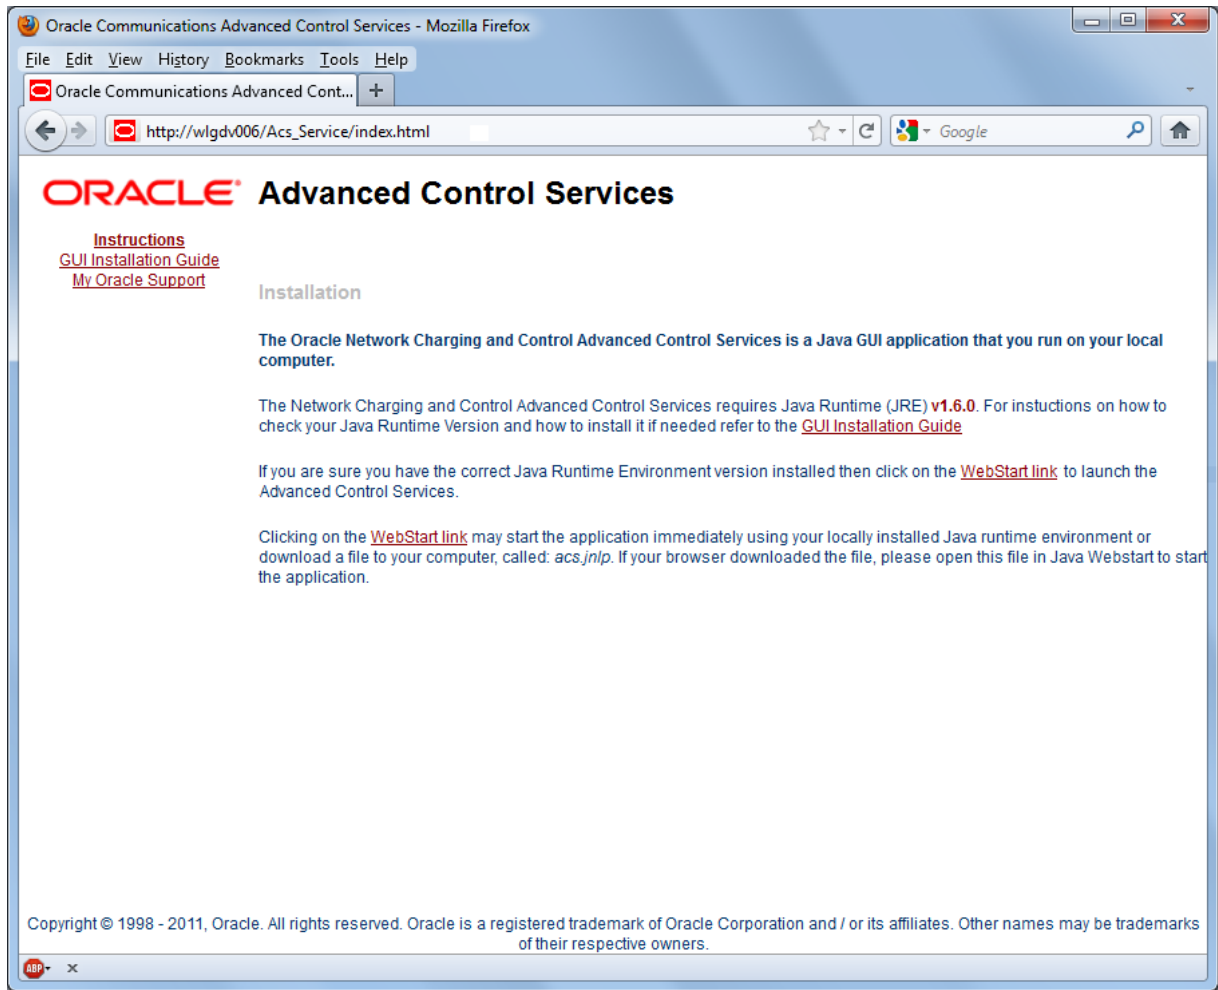 Oracle Communications Advanced Control Services - Mozilla Firefox
File Edit View History Bookmarks Tools Help
Oracle Communications Advanced Cont... +
http://wlgdv006/Acs_Service/index.html Google
ORACLE® Advanced Control Services
Instructions
GUI Installation Guide
My Oracle Support
Installation
The Oracle Network Charging and Control Advanced Control Services is a Java GUI application that you run on your local
computer.
The Network Charging and Control Advanced Control Services requires Java Runtime (JRE) v1.6.0. For instuctions on how to
check your Java Runtime Version and how to install it if needed refer to the GUI Installation Guide
If you are sure you have the correct Java Runtime Environment version installed then click on the WebStart link to launch the
Advanced Control Services.
Clicking on the WebStart link may start the application immediately using your locally installed Java runtime environment or
download a file to your computer, called: acs.jnlp. If your browser downloaded the file, please open this file in Java Webstart to start
the application.
Copyright © 1998 - 2011, Oracle. All rights reserved. Oracle is a registered trademark of Oracle Corporation and / or its affiliates. Other names may be trademarks
of their respective owners.
ABP x